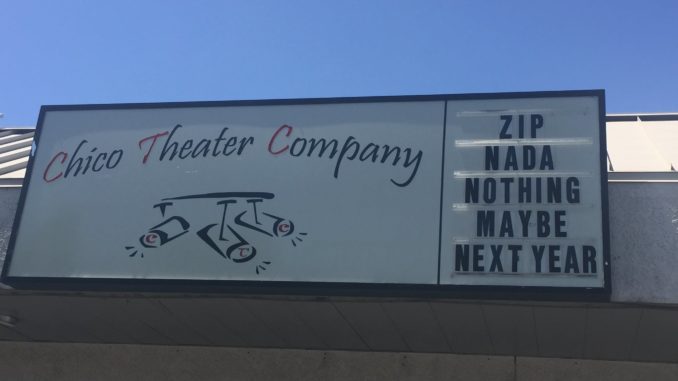 Chico Theater Company
C
T
C
ZIP
NADA
NOTHING
MAYBE
NEXT YEAR